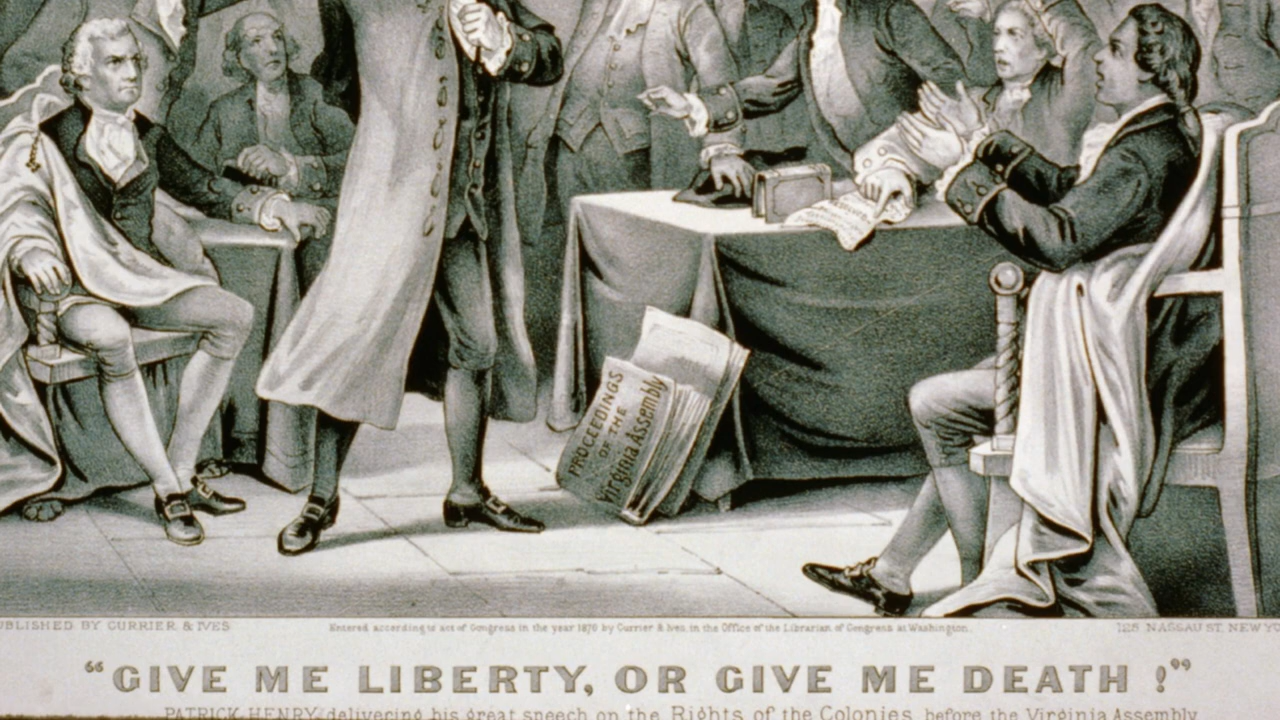 PROCEEDINGS
OF THE
Virginia Assembly
UBLISHED BY CURRIER & IVES
Entered according to act of Congress in the year 1876 by Currier & Ives, in the Office of the Librarian of Congress at Washington.
125 NASSAU ST. NEW YO
“GIVE ME LIBERTY, OR GIVE ME DEATH!”
PATRICK HENRY delivering his great speech on the Rights of the Colonies, before the Virginia Assembly